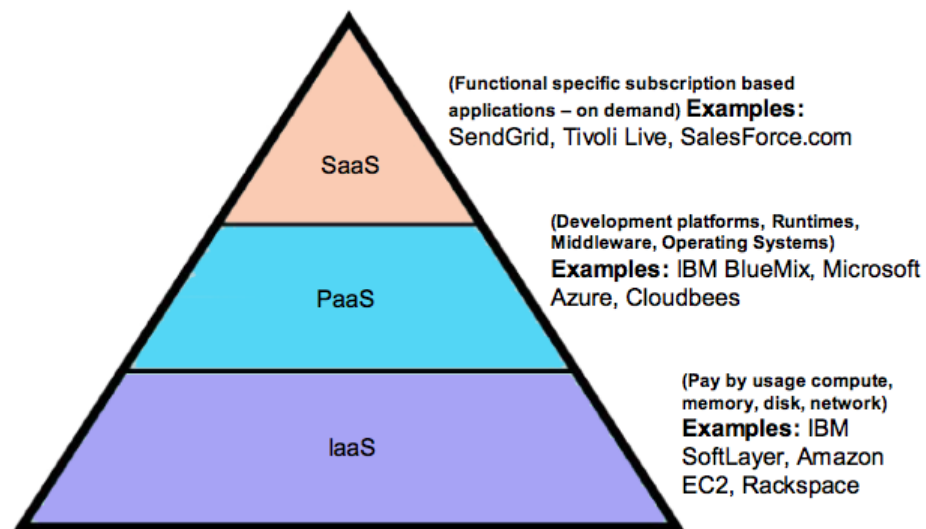 (Functional specific subscription based
applications – on demand) Examples:
SendGrid, Tivoli Live, SalesForce.com
SaaS
(Development platforms, Runtimes,
Middleware, Operating Systems)
Examples: IBM BlueMix, Microsoft
Azure, Cloudbees
PaaS
(Pay by usage compute,
memory, disk, network)
Examples: IBM
SoftLayer, Amazon
EC2, Rackspace
IaaS